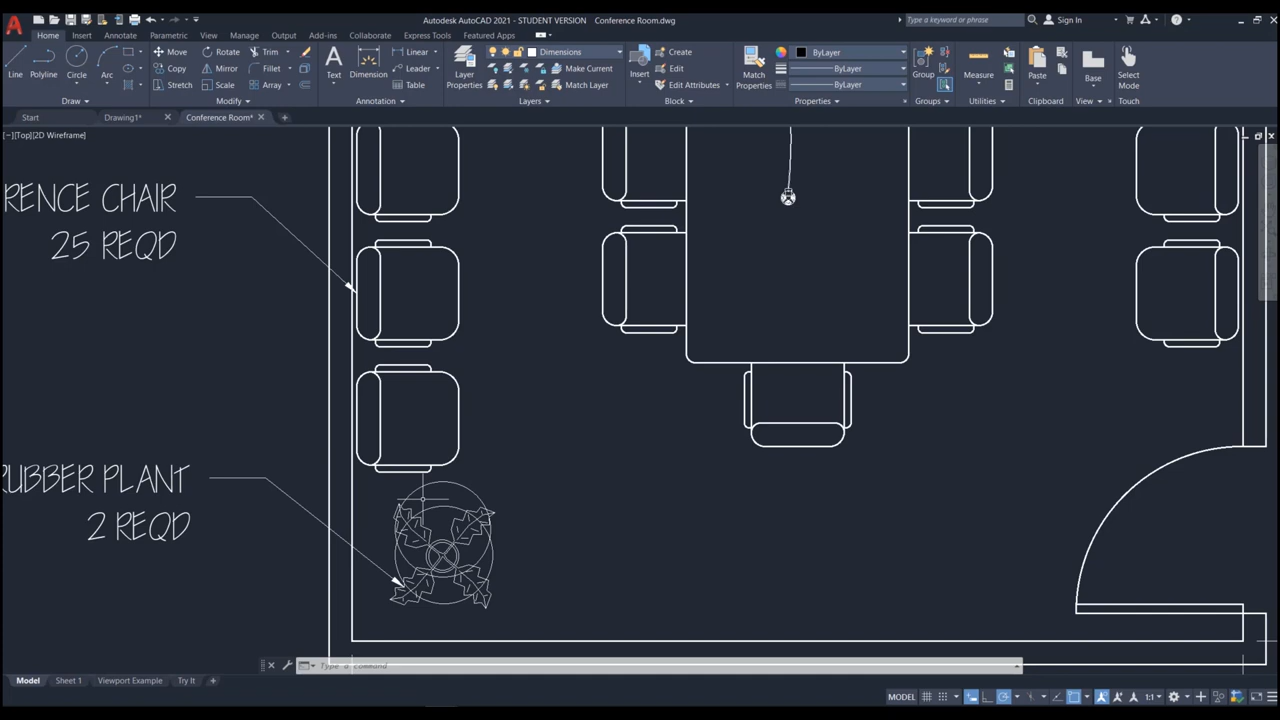 Autodesk AutoCAD 2021 - STUDENT VERSION Conference Room.dwg
Type a keyword or phrase
Sign In
Home Insert Annotate Parametric View Manage Output Add-ins Collaborate Express Tools Featured Apps
Line Polyline Circle Arc
Move Rotate Trim
Copy Mirror Fillet
Stretch Scale Array
Text Dimension
Linear
Leader
Table
Layer Properties
Dimensions
Make Current
Match Layer
Insert
Create
Edit
Edit Attributes
Match Properties
ByLayer
ByLayer
ByLayer
Group Measure Paste Base Select Mode
Draw Modify Annotation Layers Block Properties Groups Utilities Clipboard View Touch
Start Drawing1* Conference Room*
[−][Top][2D Wireframe]
RENCE CHAIR
25 REQD
RUBBER PLANT
2 REQD
Type a command
Model Sheet 1 Viewport Example Try It
MODEL 1:1